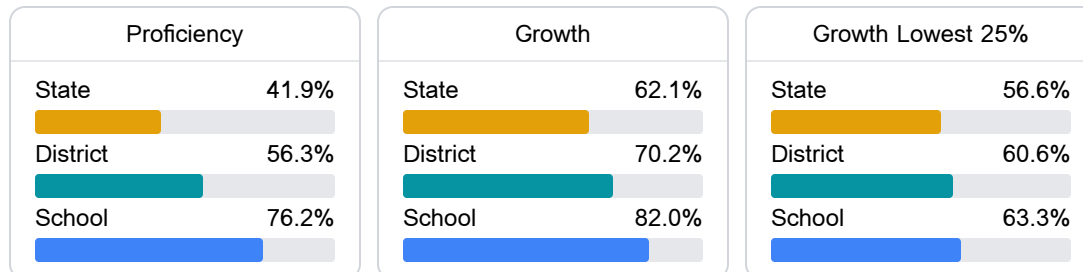 Proficiency
State 41.9%
District 56.3%
School 76.2%
Growth
State 62.1%
District 70.2%
School 82.0%
Growth Lowest 25%
State 56.6%
District 60.6%
School 63.3%